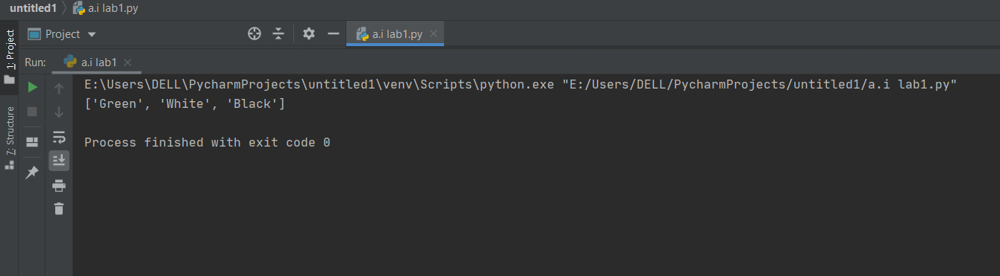 untitled1 a.i lab1.py
1: Project
Project
a.i lab1.py
Run: a.i lab1
E:\Users\DELL\PycharmProjects\untitled1\venv\Scripts\python.exe "E:/Users/DELL/PycharmProjects/untitled1/a.i lab1.py"
['Green', 'White', 'Black']
Process finished with exit code 0
7: Structure